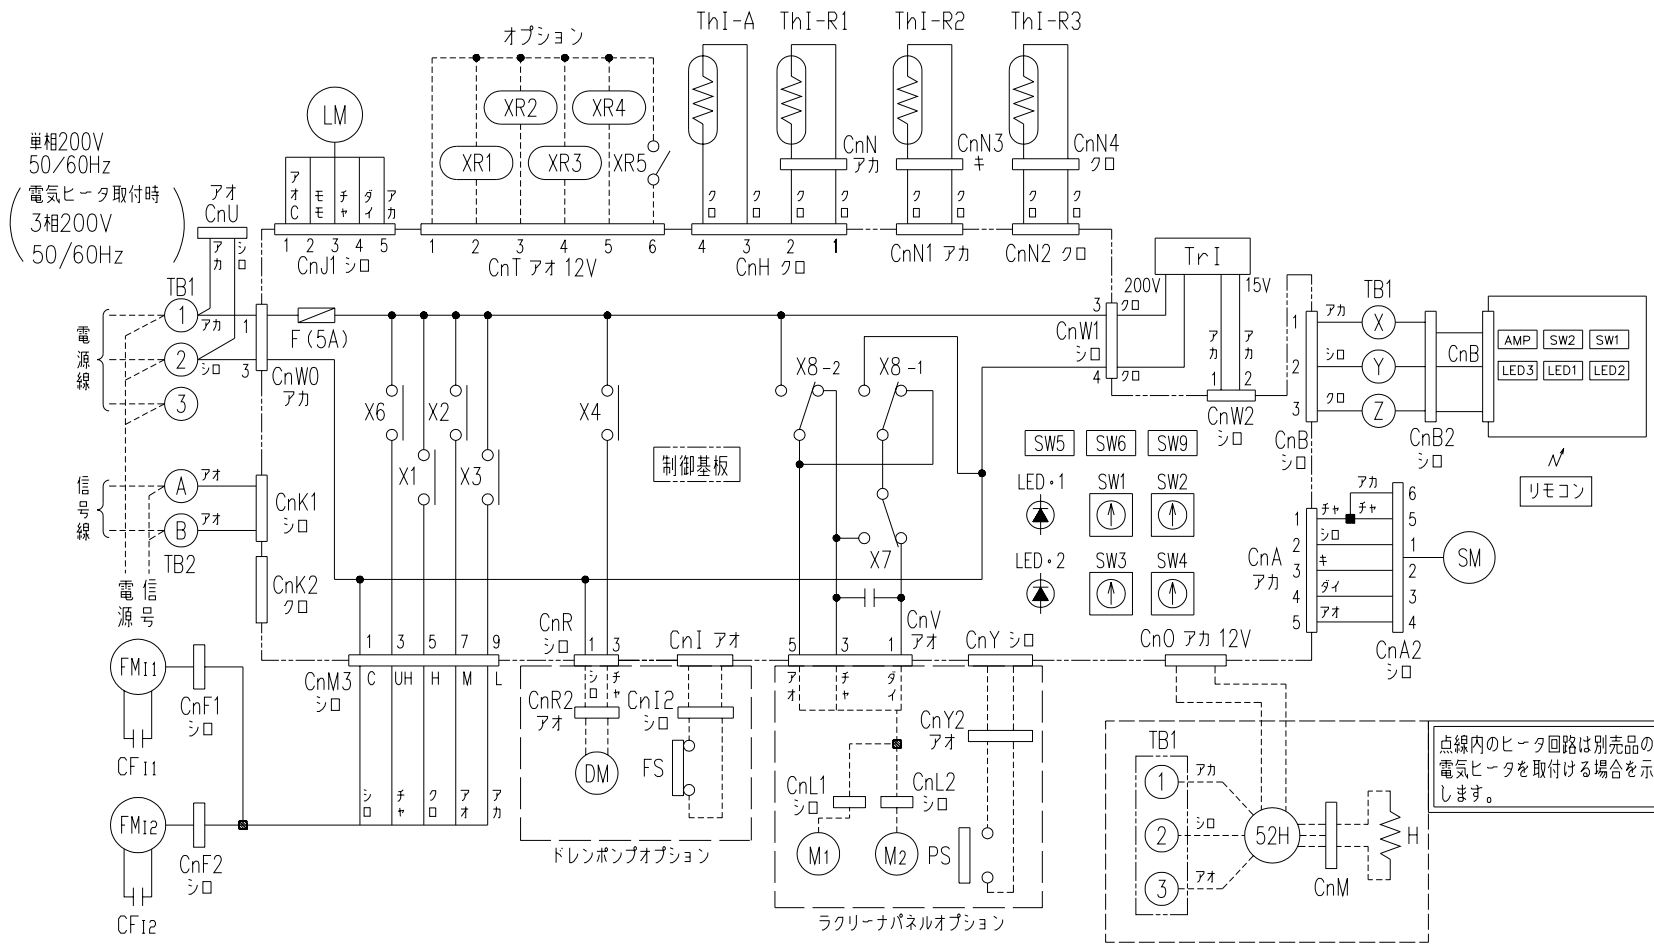 ThI-A
ThI-R1
ThI-R2
ThI-R3
オプション
LM
XR2
XR4
XR1
XR3
XR5
CnN
アカ
CnN3
キ
CnN4
クロ
単相200V
50/60Hz
電気ヒータ取付時
3相200V
50/60Hz
アオ
CnU
アカ
シロ
アオC
モモ
チャ
ダイ
アカ
クロ
クロ
クロ
クロ
クロ
クロ
クロ
クロ
1 2 3 4 5
CnJ1 シロ
1 2 3 4 5 6
CnT アオ 12V
4 3 2 1
CnH クロ
CnN1 アカ
CnN2 クロ
TrI
200V
15V
TB1
1
アカ
1
F(5A)
3
クロ
CnW1
シロ
4
クロ
アカ
アカ
1 2
CnW2
シロ
電源線
2
シロ
3
CnW0
アカ
3
X6
X2
X4
X8-2
X8-1
X1
X3
X7
制御基板
TB1
1
アカ
X
2
シロ
Y
3
クロ
Z
CnB
シロ
CnB2
シロ
CnB
AMP
SW2
SW1
LED3
LED1
LED2
リモコン
SW5
SW6
SW9
LED・1
SW1
SW2
LED・2
SW3
SW4
信号線
A
アオ
B
アオ
TB2
CnK1
シロ
CnK2
クロ
電源
信号
CnA
アカ
1
チャ
2
シロ
3
キ
4
ダイ
5
アオ
アカ
チャ
6
5
1
2
3
4
CnA2
シロ
SM
FMI1
CnF1
シロ
CFI1
FMI2
CnF2
シロ
CFI2
1 3 5 7 9
CnM3
シロ
C UH H M L
シロ
チャ
クロ
アオ
アカ
CnR
シロ
1 3
シロ
チャ
CnR2
アオ
DM
CnI アオ
CnI2
シロ
FS
ドレンポンプオプション
5 3 1
CnV
アオ
アオ
チャ
ダイ
CnY シロ
CnY2
アオ
CnL1
シロ
CnL2
シロ
M1
M2
PS
ラクリーナパネルオプション
CnO アカ 12V
TB1
1
アカ
2
シロ
3
アオ
52H
CnM
H
点線内のヒータ回路は別売品の
電気ヒータを取付ける場合を示
します。